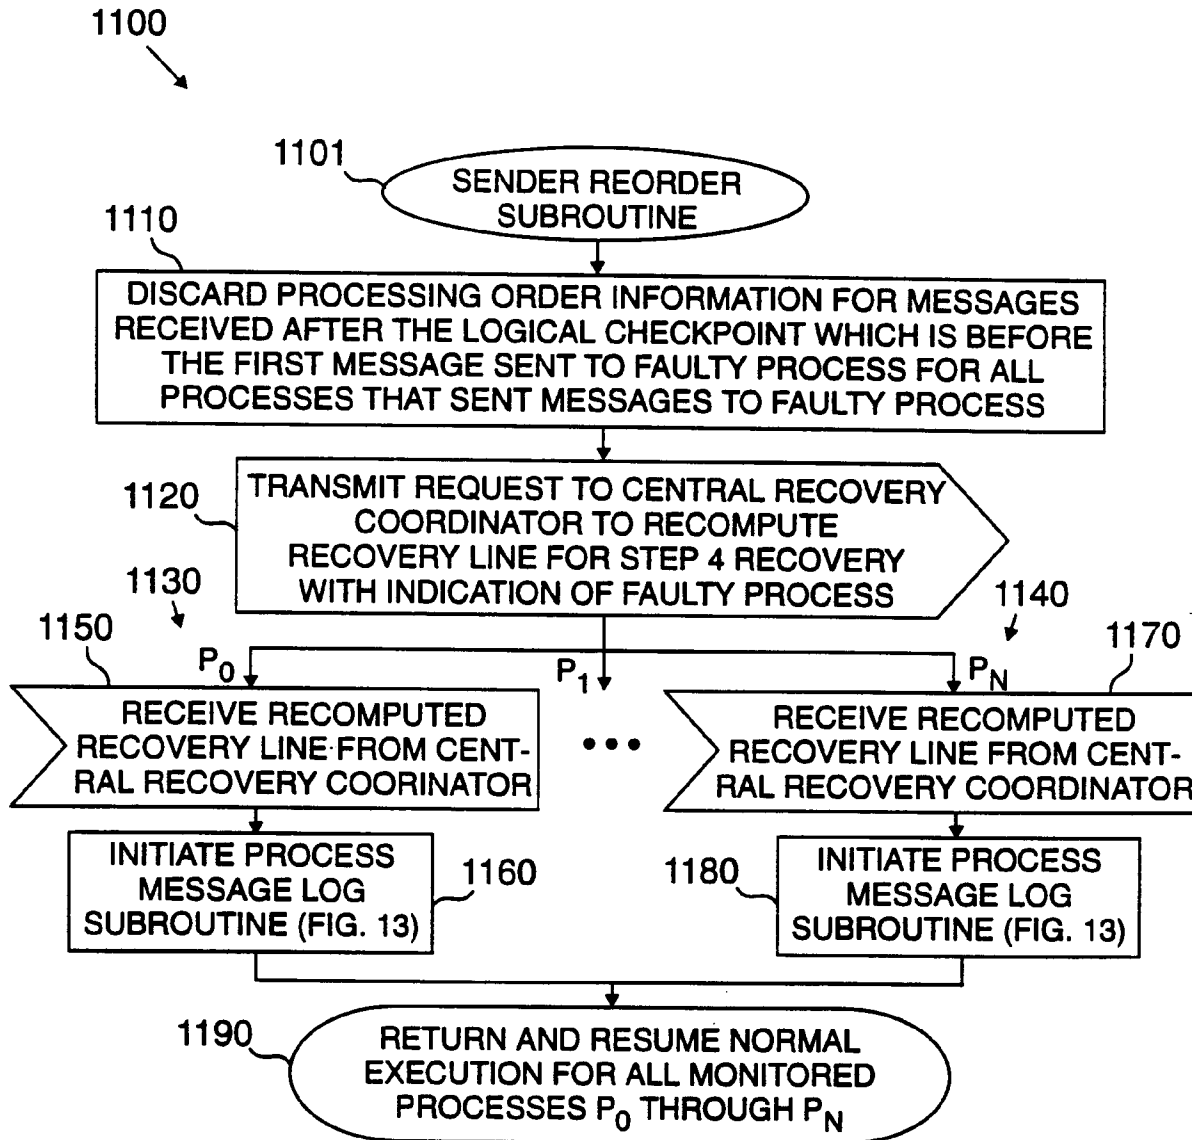 1100
1101
SENDER REORDER
SUBROUTINE
1110
DISCARD PROCESSING ORDER INFORMATION FOR MESSAGES
RECEIVED AFTER THE LOGICAL CHECKPOINT WHICH IS BEFORE
THE FIRST MESSAGE SENT TO FAULTY PROCESS FOR ALL
PROCESSES THAT SENT MESSAGES TO FAULTY PROCESS
1120
TRANSMIT REQUEST TO CENTRAL RECOVERY
COORDINATOR TO RECOMPUTE
RECOVERY LINE FOR STEP 4 RECOVERY
WITH INDICATION OF FAULTY PROCESS
1130
1140
1150
P0
P1
PN
1170
RECEIVE RECOMPUTED
RECOVERY LINE FROM CENT-
RAL RECOVERY COORINATOR
• • •
RECEIVE RECOMPUTED
RECOVERY LINE FROM CENT-
RAL RECOVERY COORDINATOR
INITIATE PROCESS
MESSAGE LOG
SUBROUTINE (FIG. 13)
1160
1180
INITIATE PROCESS
MESSAGE LOG
SUBROUTINE (FIG. 13)
1190
RETURN AND RESUME NORMAL
EXECUTION FOR ALL MONITORED
PROCESSES P0 THROUGH PN